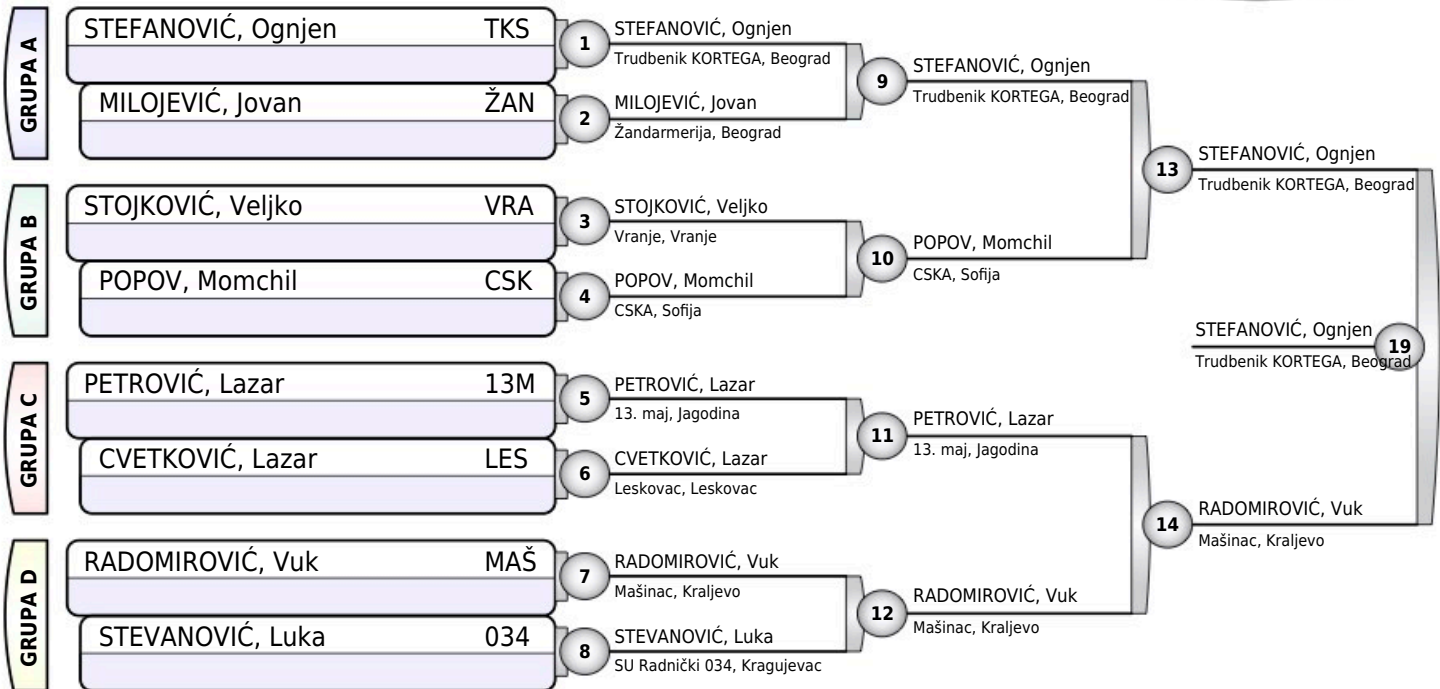 GRUPA A
STEFANOVIĆ, Ognjen TKS
MILOJEVIĆ, Jovan ŽAN
GRUPA B
STOJKOVIĆ, Veljko VRA
POPOV, Momchil CSK
GRUPA C
PETROVIĆ, Lazar 13M
CVETKOVIĆ, Lazar LES
GRUPA D
RADOMIROVIĆ, Vuk MAŠ
STEVANOVIĆ, Luka 034
1
STEFANOVIĆ, Ognjen
Trudbenik KORTEGA, Beograd
2
MILOJEVIĆ, Jovan
Žandarmerija, Beograd
3
STOJKOVIĆ, Veljko
Vranje, Vranje
4
POPOV, Momchil
CSKA, Sofija
5
PETROVIĆ, Lazar
13. maj, Jagodina
6
CVETKOVIĆ, Lazar
Leskovac, Leskovac
7
RADOMIROVIĆ, Vuk
Mašinac, Kraljevo
8
STEVANOVIĆ, Luka
SU Radnički 034, Kragujevac
9
STEFANOVIĆ, Ognjen
Trudbenik KORTEGA, Beograd
10
POPOV, Momchil
CSKA, Sofija
11
PETROVIĆ, Lazar
13. maj, Jagodina
12
RADOMIROVIĆ, Vuk
Mašinac, Kraljevo
13
STEFANOVIĆ, Ognjen
Trudbenik KORTEGA, Beograd
14
RADOMIROVIĆ, Vuk
Mašinac, Kraljevo
STEFANOVIĆ, Ognjen
19
Trudbenik KORTEGA, Beograd